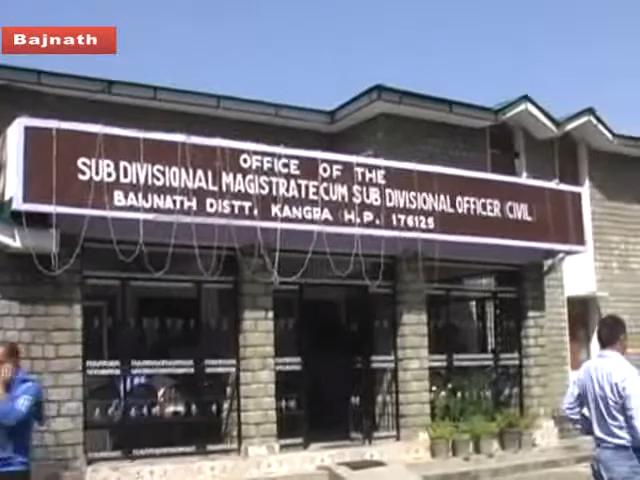 Bajnath
OFFICE OF THE
SUB DIVISIONAL MAGISTRATE CUM SUB DIVISIONAL OFFICER (CIVIL)
BAIJNATH DISTT. KANGRA (H.P.) 176125